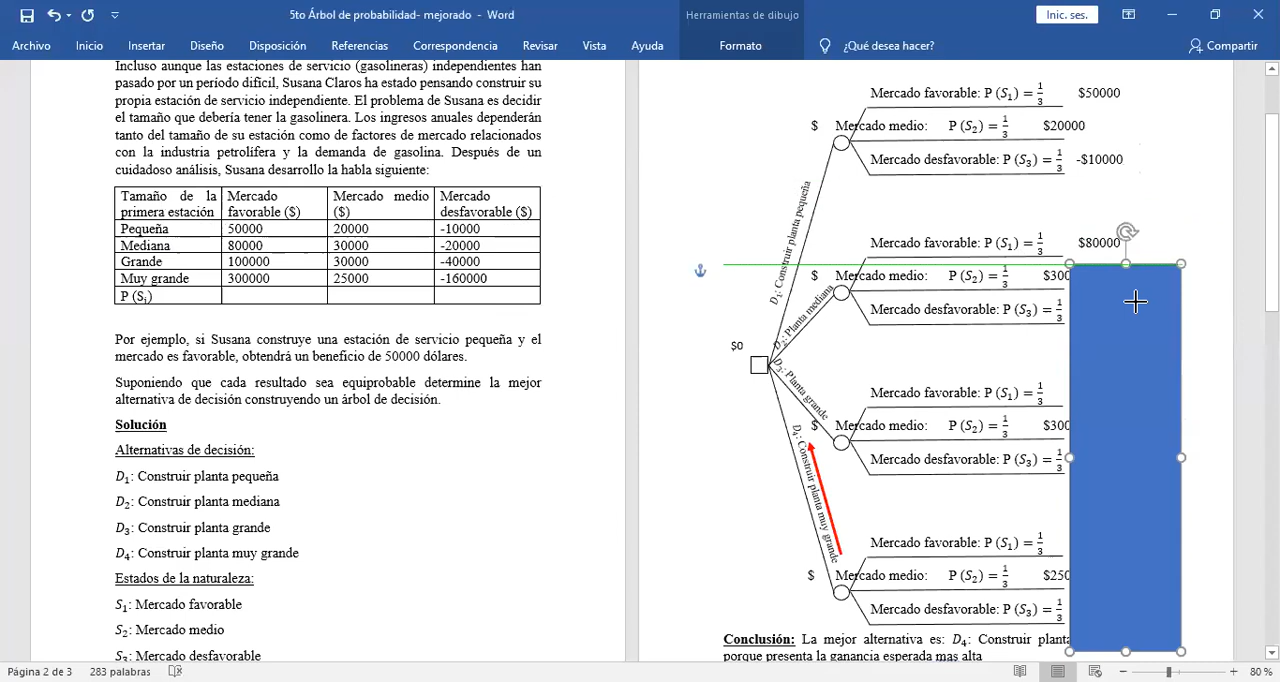 5to Árbol de probabilidad- mejorado - Word
Herramientas de dibujo
Inic. ses.
Archivo Inicio Insertar Diseño Disposición Referencias Correspondencia Revisar Vista Ayuda Formato ¿Qué desea hacer? Compartir
Incluso aunque las estaciones de servicio (gasolineras) independientes han
pasado por un período difícil, Susana Claros ha estado pensando construir su
propia estación de servicio independiente. El problema de Susana es decidir
el tamaño que debería tener la gasolinera. Los ingresos anuales dependerán
tanto del tamaño de su estación como de factores de mercado relacionados
con la industria petrolífera y la demanda de gasolina. Después de un
cuidadoso análisis, Susana desarrollo la habla siguiente:
Tamaño de la primera estación Mercado favorable ($) Mercado medio ($) Mercado desfavorable ($)
Pequeña 50000 20000 -10000
Mediana 80000 30000 -20000
Grande 100000 30000 -40000
Muy grande 300000 25000 -160000
P (Sᵢ)
Por ejemplo, si Susana construye una estación de servicio pequeña y el
mercado es favorable, obtendrá un beneficio de 50000 dólares.
Suponiendo que cada resultado sea equiprobable determine la mejor
alternativa de decisión construyendo un árbol de decisión.
Solución
Alternativas de decisión:
D₁: Construir planta pequeña
D₂: Construir planta mediana
D₃: Construir planta grande
D₄: Construir planta muy grande
Estados de la naturaleza:
S₁: Mercado favorable
S₂: Mercado medio
S₃: Mercado desfavorable
Mercado favorable: P (S₁) = 1/3 $50000
$ Mercado medio: P (S₂) = 1/3 $20000
Mercado desfavorable: P (S₃) = 1/3 -$10000
D₁: Construir planta pequeña
Mercado favorable: P (S₁) = 1/3 $80000
$ Mercado medio: P (S₂) = 1/3 $300
Mercado desfavorable: P (S₃) = 1/3
D₂: Planta mediana
$0
D₃: Planta grande
Mercado favorable: P (S₁) = 1/3
$ Mercado medio: P (S₂) = 1/3 $300
Mercado desfavorable: P (S₃) = 1/3
D₄: Construir planta muy grande
Mercado favorable: P (S₁) = 1/3
$ Mercado medio: P (S₂) = 1/3 $250
Mercado desfavorable: P (S₃) = 1/3
Conclusión: La mejor alternativa es: D₄: Construir planta
porque presenta la ganancia esperada mas alta
Página 2 de 3 283 palabras 80 %